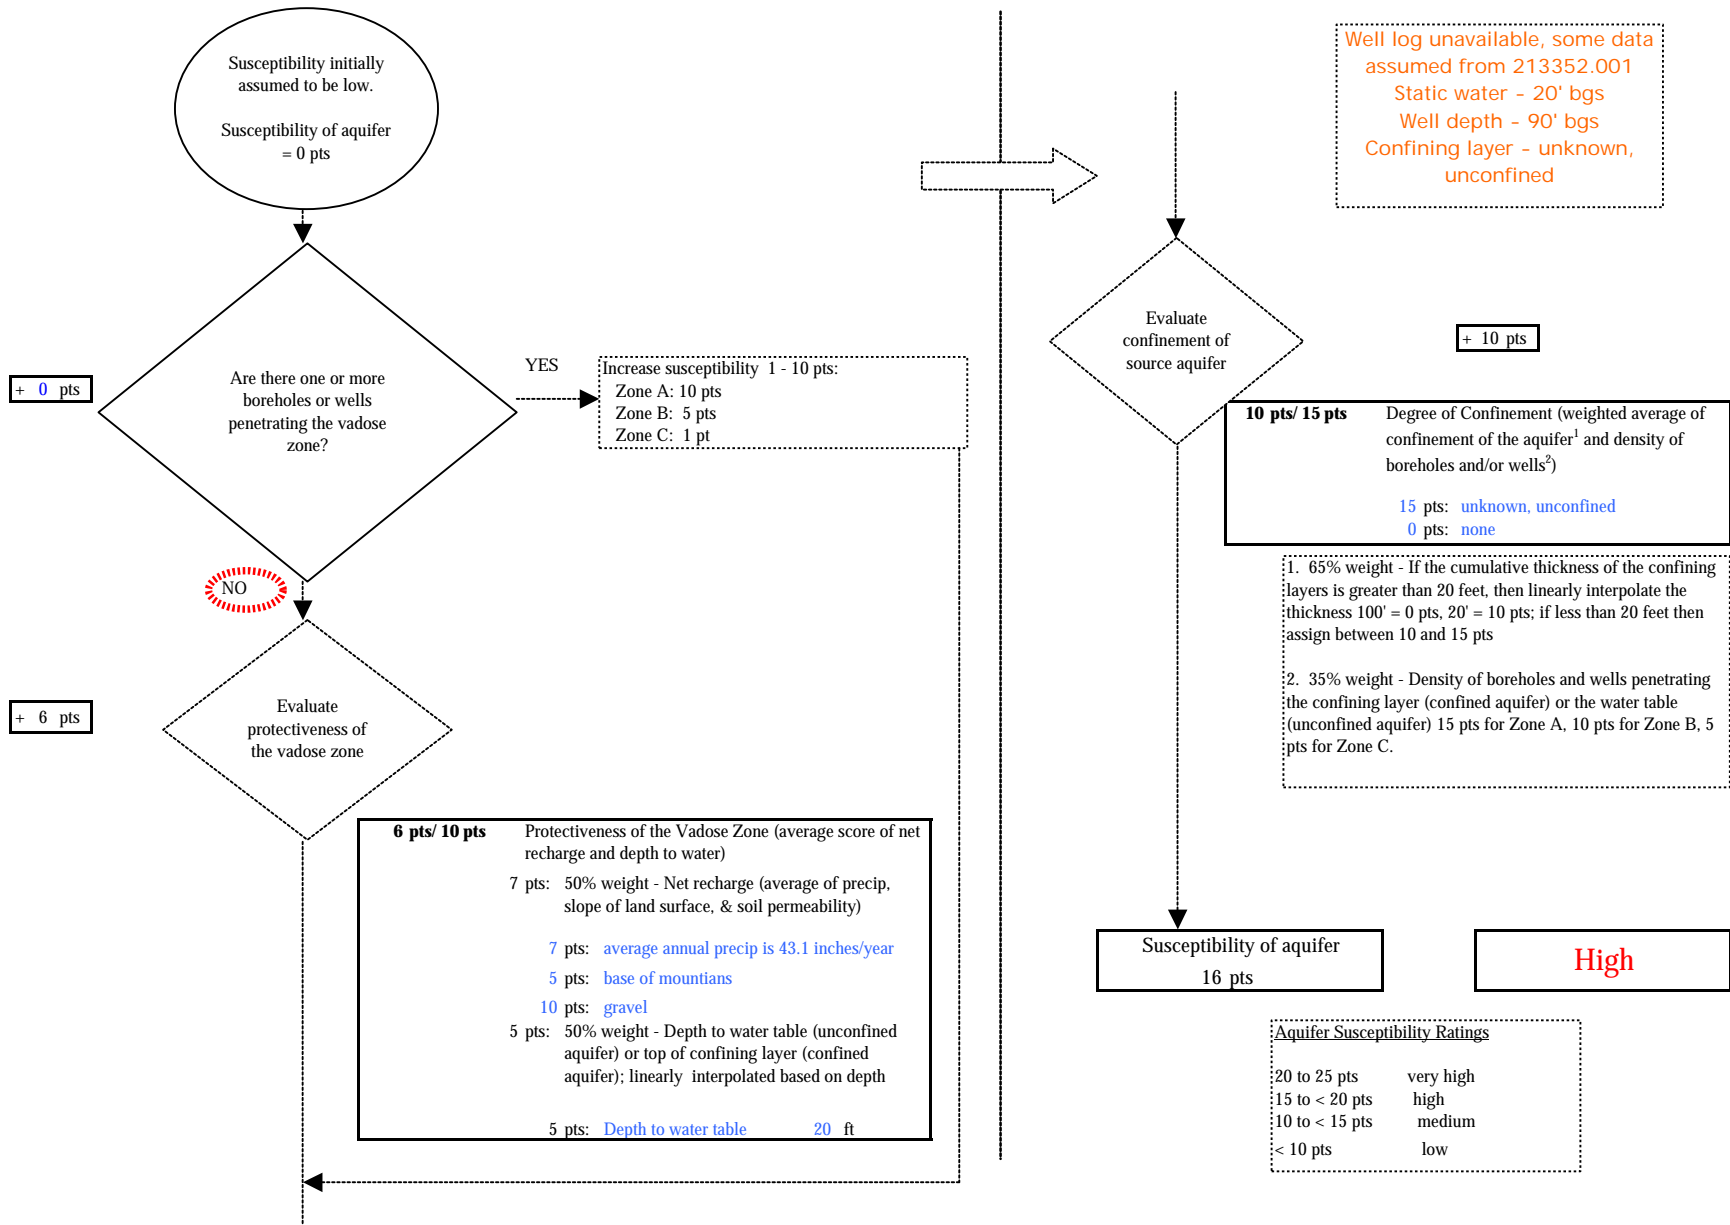 Susceptibility initially
assumed to be low.
Susceptibility of aquifer
= 0 pts
+ 0 pts
Are there one or more
boreholes or wells
penetrating the vadose
zone?
YES
Increase susceptibility 1 - 10 pts:
Zone A: 10 pts
Zone B: 5 pts
Zone C: 1 pt
NO
+ 6 pts
Evaluate
protectiveness of
the vadose zone
6 pts/ 10 pts Protectiveness of the Vadose Zone (average score of net
recharge and depth to water)
7 pts: 50% weight - Net recharge (average of precip,
slope of land surface, & soil permeability)
7 pts: average annual precip is 43.1 inches/year
5 pts: base of mountians
10 pts: gravel
5 pts: 50% weight - Depth to water table (unconfined
aquifer) or top of confining layer (confined
aquifer); linearly interpolated based on depth
5 pts: Depth to water table 20 ft
Well log unavailable, some data
assumed from 213352.001
Static water - 20' bgs
Well depth - 90' bgs
Confining layer - unknown,
unconfined
Evaluate
confinement of
source aquifer
+ 10 pts
10 pts/ 15 pts Degree of Confinement (weighted average of
confinement of the aquifer1 and density of
boreholes and/or wells2)
15 pts: unknown, unconfined
0 pts: none
1. 65% weight - If the cumulative thickness of the confining
layers is greater than 20 feet, then linearly interpolate the
thickness 100' = 0 pts, 20' = 10 pts; if less than 20 feet then
assign between 10 and 15 pts
2. 35% weight - Density of boreholes and wells penetrating
the confining layer (confined aquifer) or the water table
(unconfined aquifer) 15 pts for Zone A, 10 pts for Zone B, 5
pts for Zone C.
Susceptibility of aquifer
16 pts
High
Aquifer Susceptibility Ratings
20 to 25 pts very high
15 to < 20 pts high
10 to < 15 pts medium
< 10 pts low